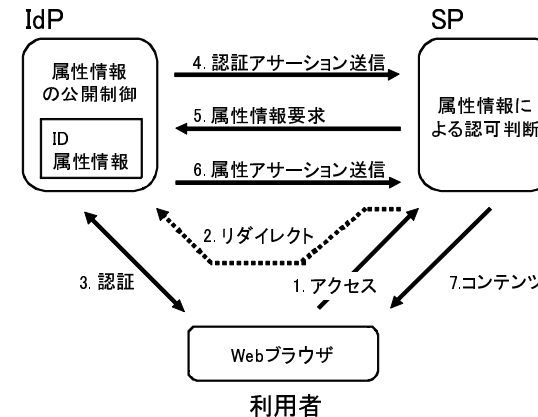 IdP
SP
属性情報
の公開制御
ID
属性情報
4. 認証アサーション送信
5. 属性情報要求
6. 属性アサーション送信
属性情報に
よる認可判断
2. リダイレクト
3. 認証
1. アクセス
7.コンテンツ
Webブラウザ
利用者